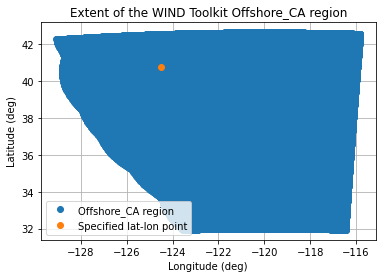 Extent of the WIND Toolkit Offshore_CA region
Latitude (deg)
42
40
38
36
34
32
Offshore_CA region
Specified lat-lon point
−128 −126 −124 −122 −120 −118 −116
Longitude (deg)